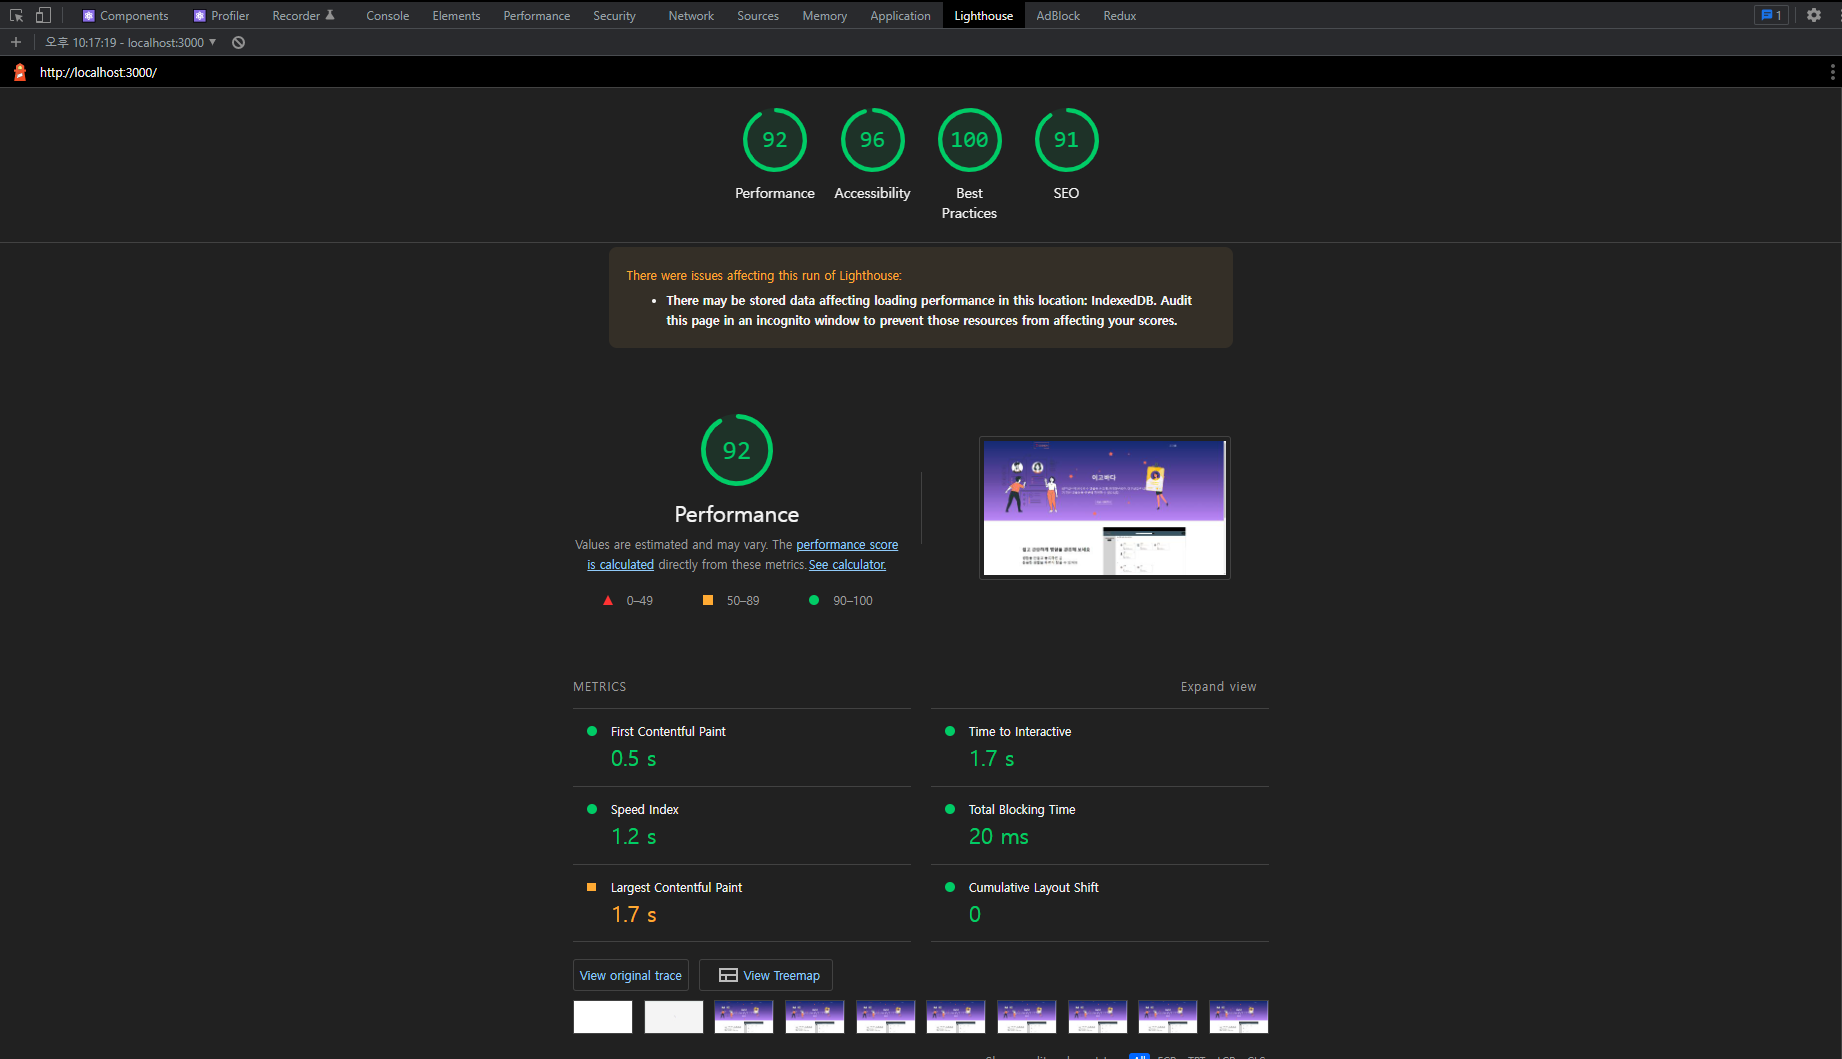 Components Profiler Recorder Console Elements Performance Security Network Sources Memory Application Lighthouse AdBlock Redux 1
오후 10:17:19 - localhost:3000
http://localhost:3000/
92 96 100 91
Performance Accessibility Best Practices SEO
There were issues affecting this run of Lighthouse:
There may be stored data affecting loading performance in this location: IndexedDB. Audit
this page in an incognito window to prevent those resources from affecting your scores.
92
이고바다
Performance
Values are estimated and may vary. The performance score
is calculated directly from these metrics. See calculator.
0–49 50–89 90–100
METRICS Expand view
First Contentful Paint
0.5 s
Time to Interactive
1.7 s
Speed Index
1.2 s
Total Blocking Time
20 ms
Largest Contentful Paint
1.7 s
Cumulative Layout Shift
0
View original trace View Treemap